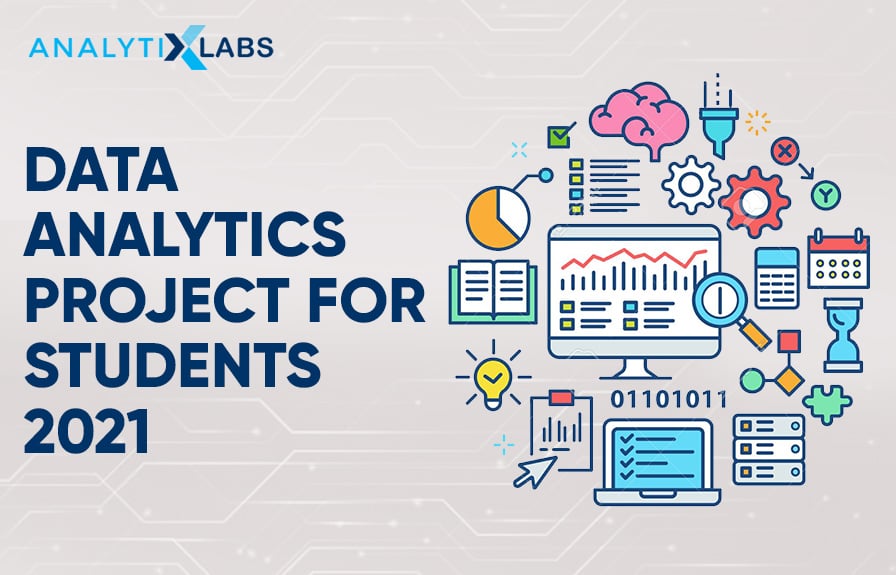 ANALYTIXLABS
DATA
ANALYTICS
PROJECT FOR
STUDENTS
2021
Y
01101011